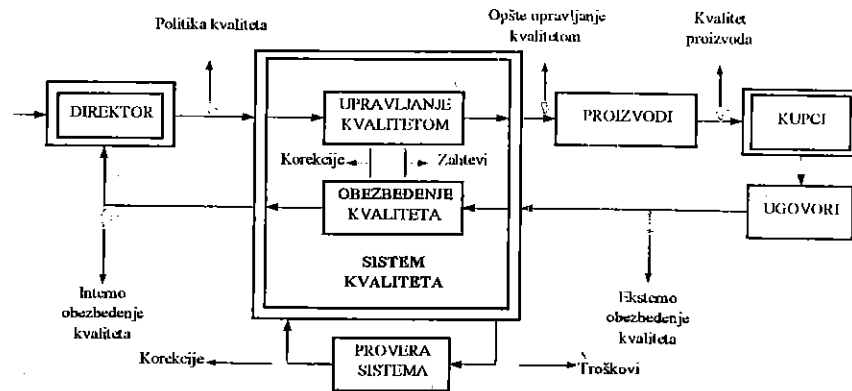 Politika kvaliteta
Opšte upravljanje
kvalitetom
Kvalitet
proizvoda
DIREKTOR
UPRAVLJANJE
KVALITETOM
PROIZVODI
KUPCI
Korekcije
Zahtevi
OBEZBEĐENJE
KVALITETA
UGOVORI
SISTEM
KVALITETA
Interno
obezbeđenje
kvaliteta
Eksterno
obezbeđenje
kvaliteta
Korekcije
PROVERA
SISTEMA
Troškovi